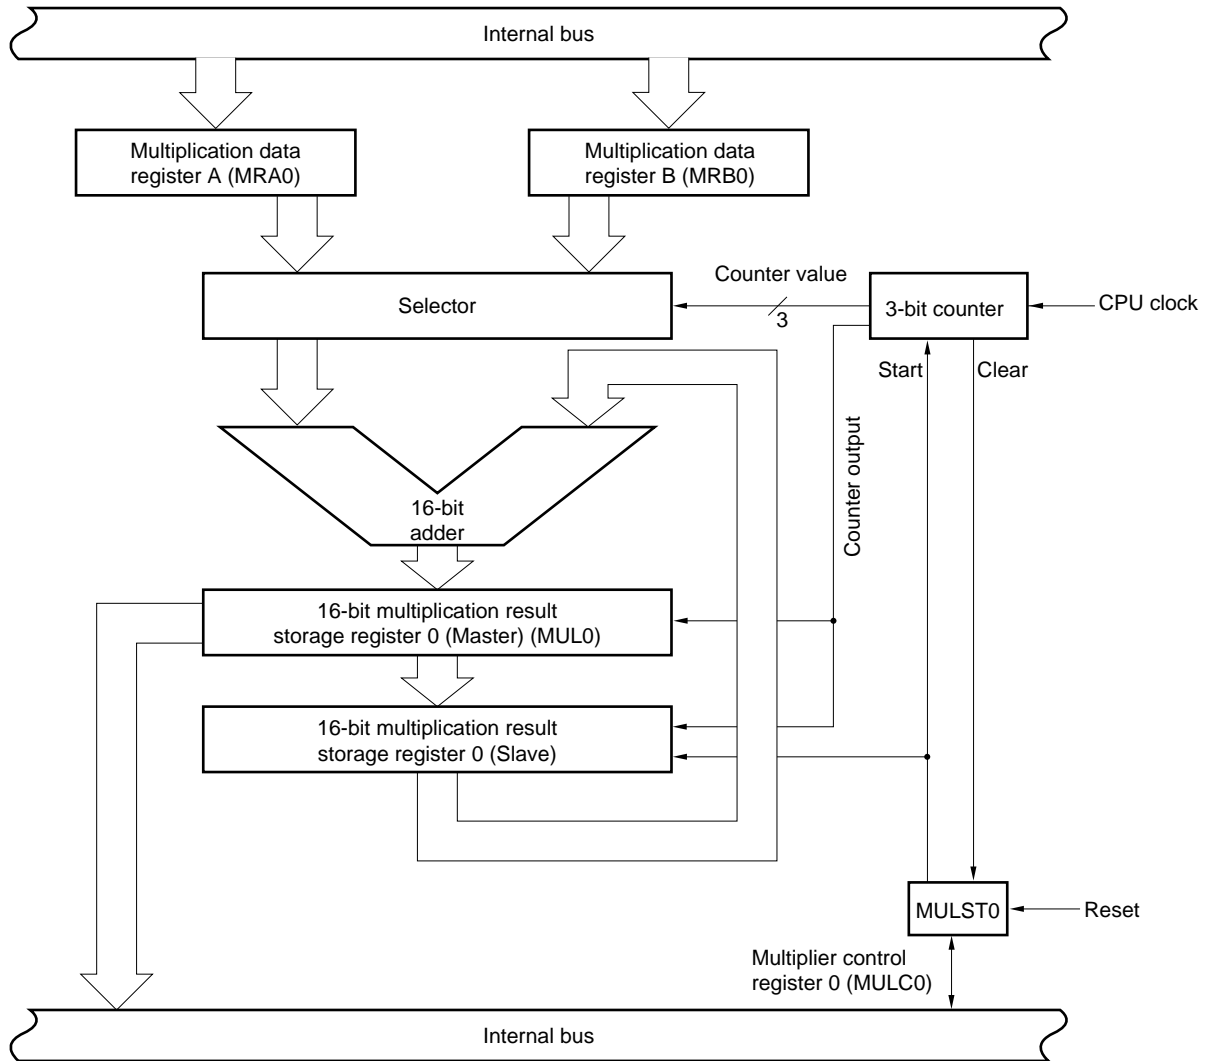 Internal bus
Multiplication data
register A (MRA0)
Multiplication data
register B (MRB0)
Selector
Counter value
3
3-bit counter
CPU clock
Start
Clear
Counter output
16-bit
adder
16-bit multiplication result
storage register 0 (Master) (MUL0)
16-bit multiplication result
storage register 0 (Slave)
MULST0
Reset
Multiplier control
register 0 (MULC0)
Internal bus